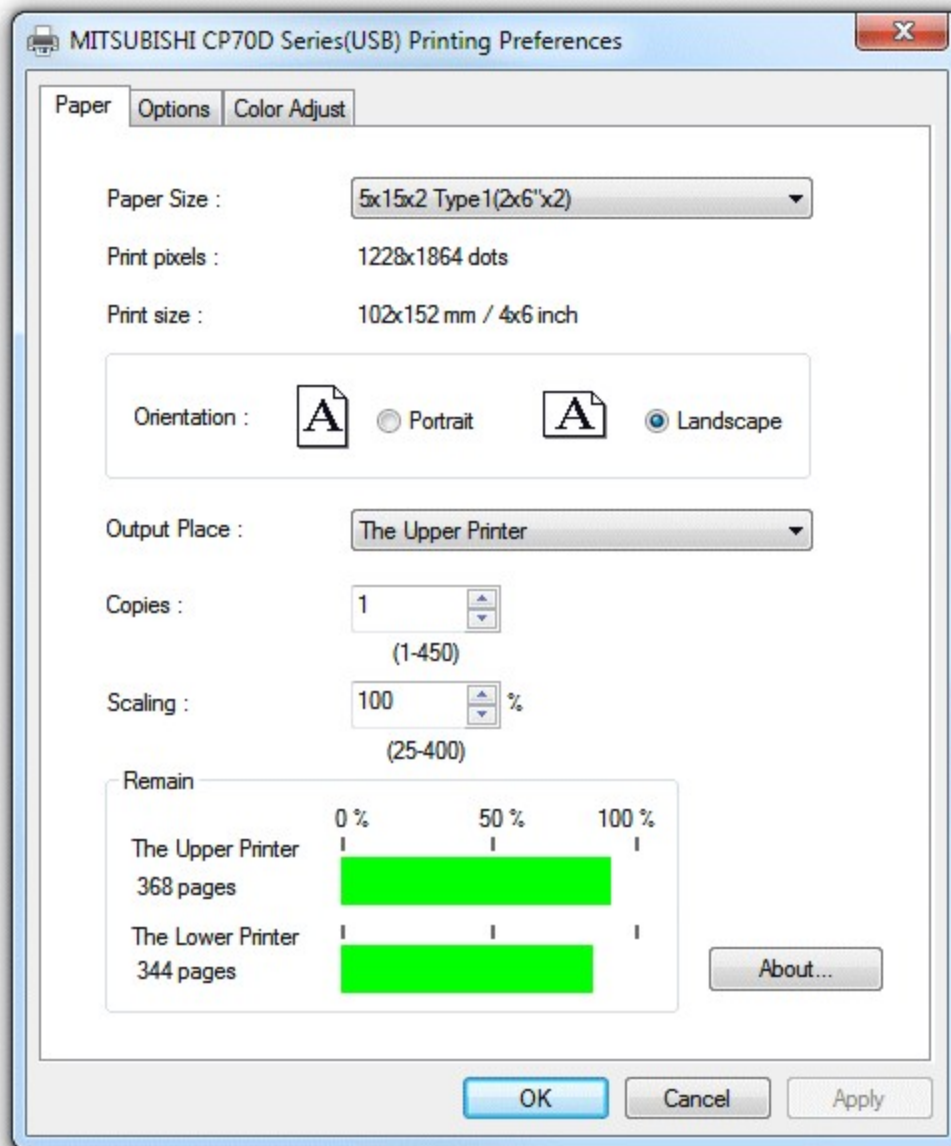 MITSUBISHI CP70D Series(USB) Printing Preferences
Paper Options Color Adjust
Paper Size : 5x15x2 Type1(2x6"x2)
Print pixels : 1228x1864 dots
Print size : 102x152 mm / 4x6 inch
Orientation : A Portrait A Landscape
Output Place : The Upper Printer
Copies : 1
(1-450)
Scaling : 100 %
(25-400)
Remain
0 % 50 % 100 %
The Upper Printer
368 pages
The Lower Printer
344 pages
About...
OK Cancel Apply